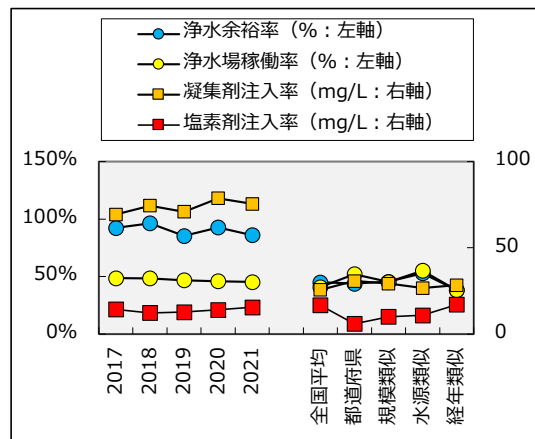 浄水余裕率（%：左軸）
浄水場稼働率（%：左軸）
凝集剤注入率（mg/L：右軸）
塩素剤注入率（mg/L：右軸）
150%
100%
50%
0%
100
50
0
2017
2018
2019
2020
2021
全国平均
都道府県
規模類似
水源類似
経年類似